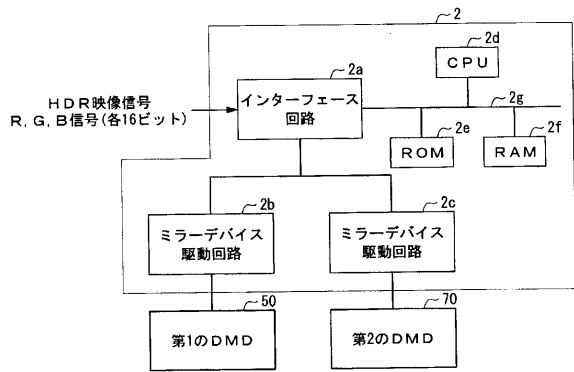 2
2d
CPU
2a
インターフェース
回路
HDR映像信号
R,G,B信号(各16ビット)
2g
2e
ROM
2f
RAM
2b
ミラーデバイス
駆動回路
2c
ミラーデバイス
駆動回路
50
第1のDMD
70
第2のDMD